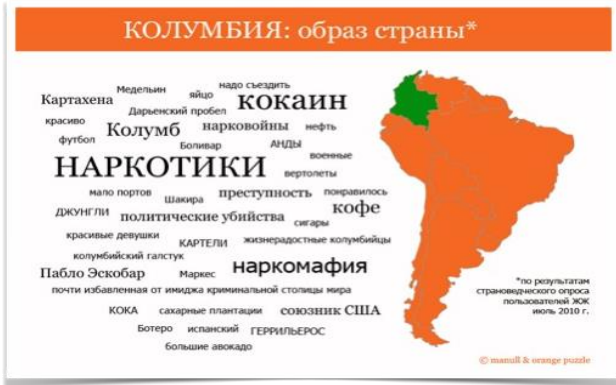 КОЛУМБИЯ: образ страны*
Медельин яйцо надо съездить
Картахена Дарьенский пробел кокаин
красиво Колумб нарковойны нефть
футбол Боливар АНДЫ
НАРКОТИКИ военные
вертолеты
мало портов Шакира преступность понравилось
ДЖУНГЛИ политические убийства кофе
сигары
красивые девушки КАРТЕЛИ жизнерадостные колумбийцы
колумбийский галстук
Пабло Эскобар Маркес наркомафия
почти избавленная от имиджа криминальной столицы мира
КОКА сахарные плантации союзник США
Ботеро испанский ГЕРРИЛЬЕРОС
большие авокадо
*по результатам
страноведческого опроса
пользователей ЖЖ
июль 2010 г.
© manull & orange puzzle